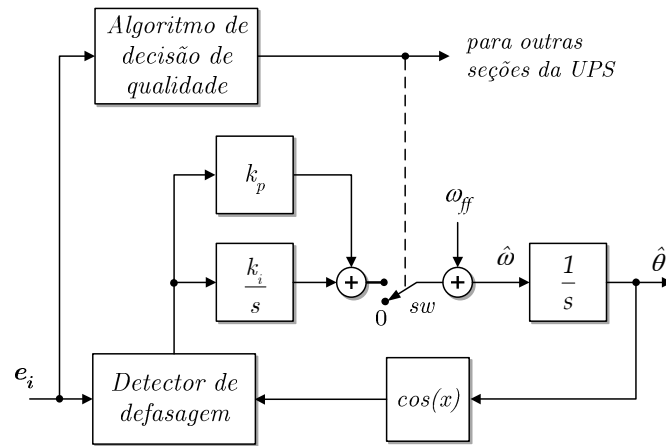 Algoritmo de
decisão de
qualidade
para outras
seções da UPS
k_p
ω_ff
k_i
s
0
sw
ω̂
1
s
θ̂
e_i
Detector de
defasagem
cos(x)